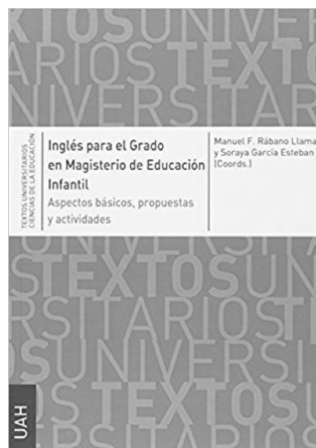 TEXTOS UNIVERSITARIOS
CIENCIAS DE LA EDUCACIÓN
Inglés para el Grado
en Magisterio de Educación
Infantil
Aspectos básicos, propuestas
y actividades
Manuel F. Rábano Llamas
y Soraya García Esteban
(Coords.)
UAH